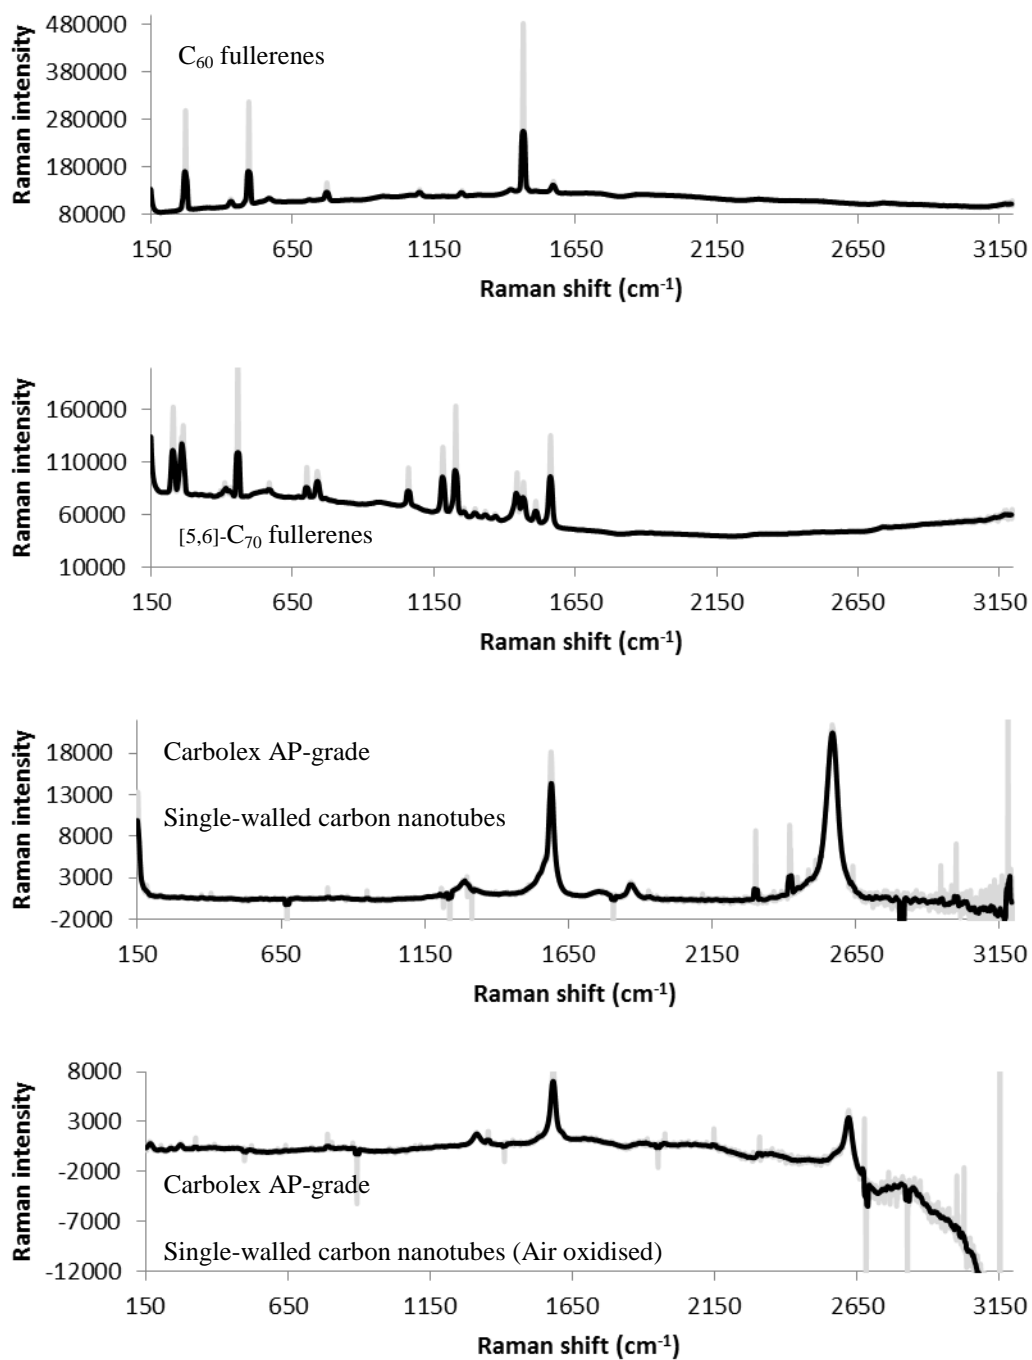 Raman intensity
480000
380000
280000
180000
80000
C60 fullerenes
150 650 1150 1650 2150 2650 3150
Raman shift (cm-1)
Raman intensity
160000
110000
60000
10000
[5,6]-C70 fullerenes
150 650 1150 1650 2150 2650 3150
Raman shift (cm-1)
Raman intensity
18000
13000
8000
3000
-2000
Carbolex AP-grade
Single-walled carbon nanotubes
150 650 1150 1650 2150 2650 3150
Raman shift (cm-1)
Raman intensity
8000
3000
-2000
-7000
-12000
Carbolex AP-grade
Single-walled carbon nanotubes (Air oxidised)
150 650 1150 1650 2150 2650 3150
Raman shift (cm-1)